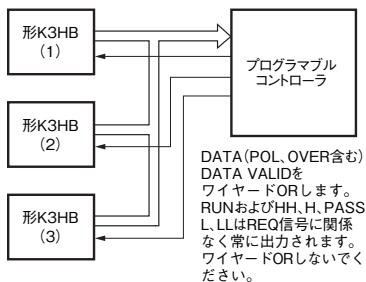 形K3HB
（1）
プログラマブル
コントローラ
形K3HB
（2）
形K3HB
（3）
DATA（POL、OVER含む）
DATA VALIDを
ワイヤードORします。
RUNおよびHH、H、PASS
L、LLはREQ信号に関係
なく常に出力されます。
ワイヤードORしないでく
ださい。